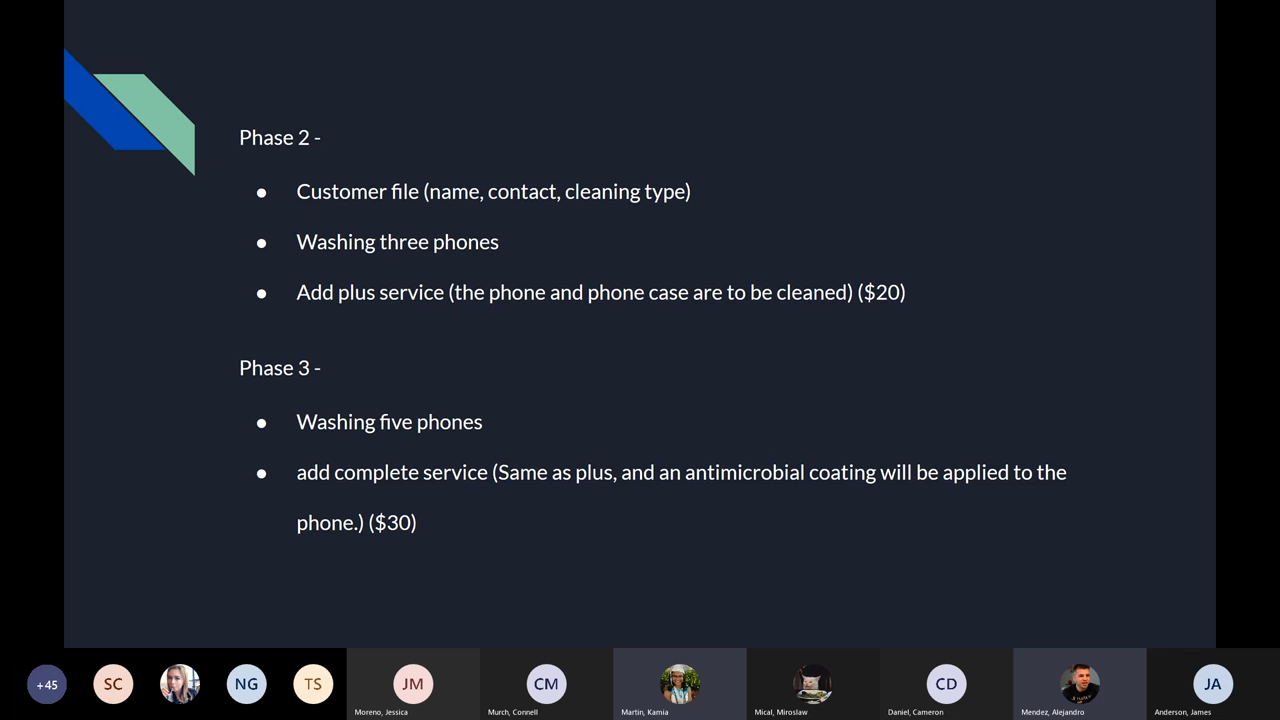 Phase 2 -
● Customer file (name, contact, cleaning type)
● Washing three phones
● Add plus service (the phone and phone case are to be cleaned) ($20)
Phase 3 -
● Washing five phones
● add complete service (Same as plus, and an antimicrobial coating will be applied to the
phone.) ($30)
+45
SC
NG
TS
JM
Moreno, Jessica
CM
Murch, Connell
Martin, Kamia
Mical, Miroslaw
CD
Daniel, Cameron
Mendez, Alejandro
JA
Anderson, James